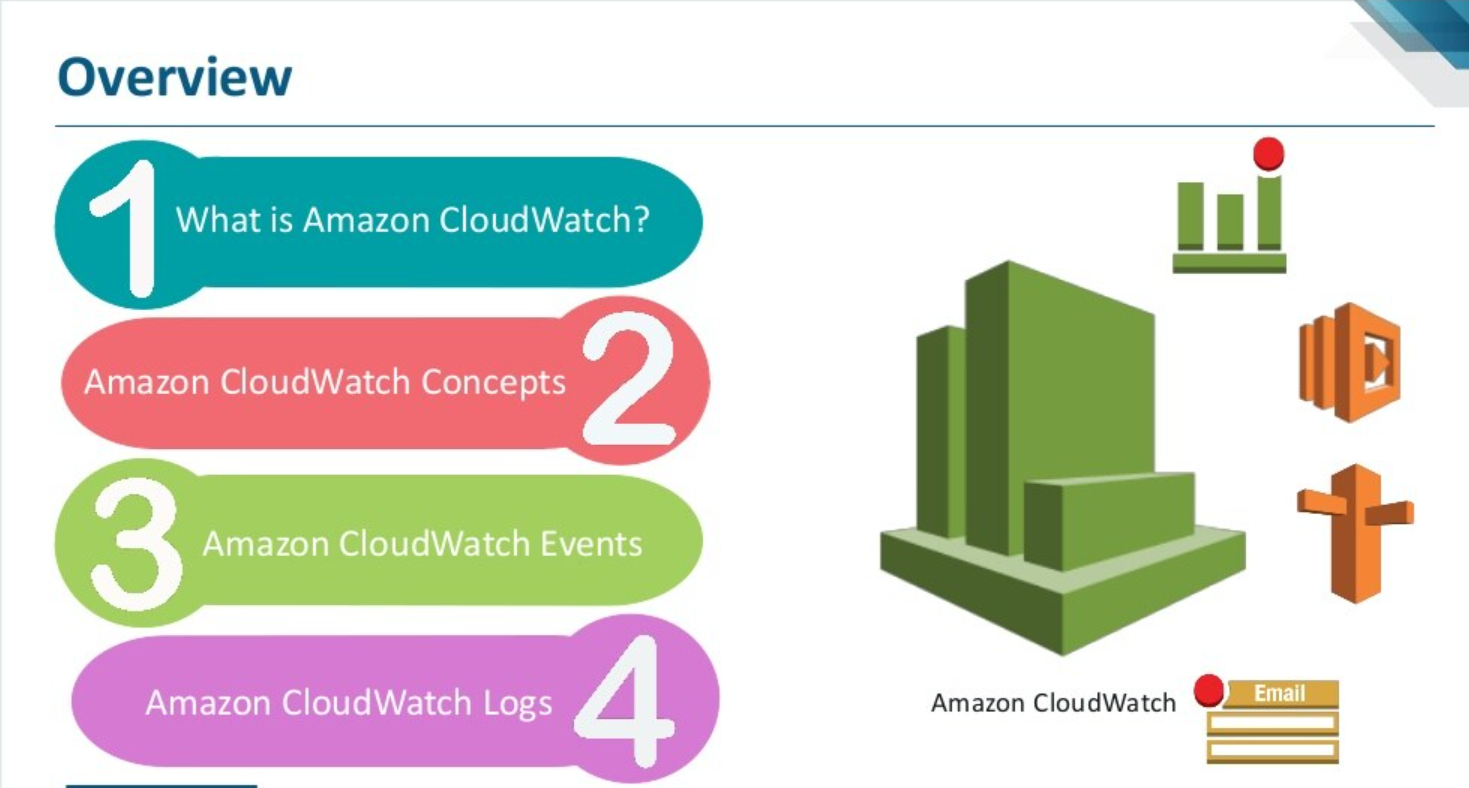 Overview
1 What is Amazon CloudWatch?
Amazon CloudWatch Concepts 2
3 Amazon CloudWatch Events
Amazon CloudWatch Logs 4
Amazon CloudWatch
Email